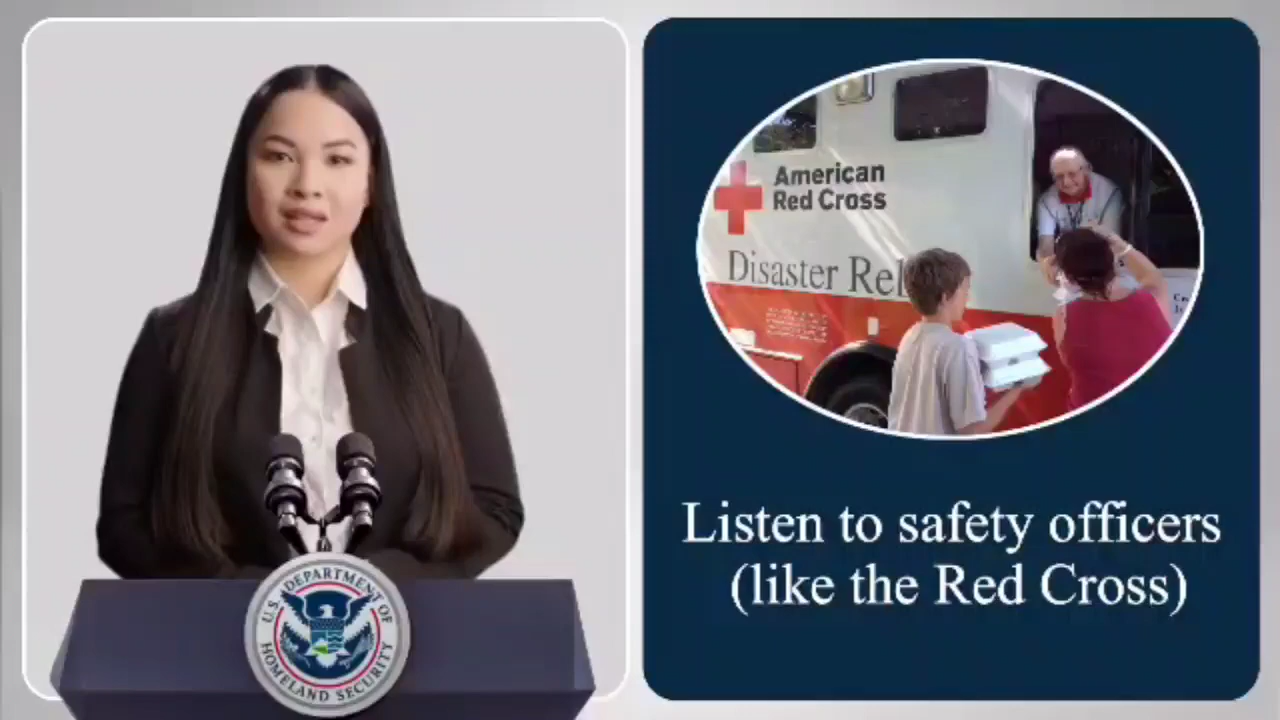 U.S. DEPARTMENT OF
HOMELAND SECURITY
American
Red Cross
Disaster Rel
Listen to safety officers
(like the Red Cross)